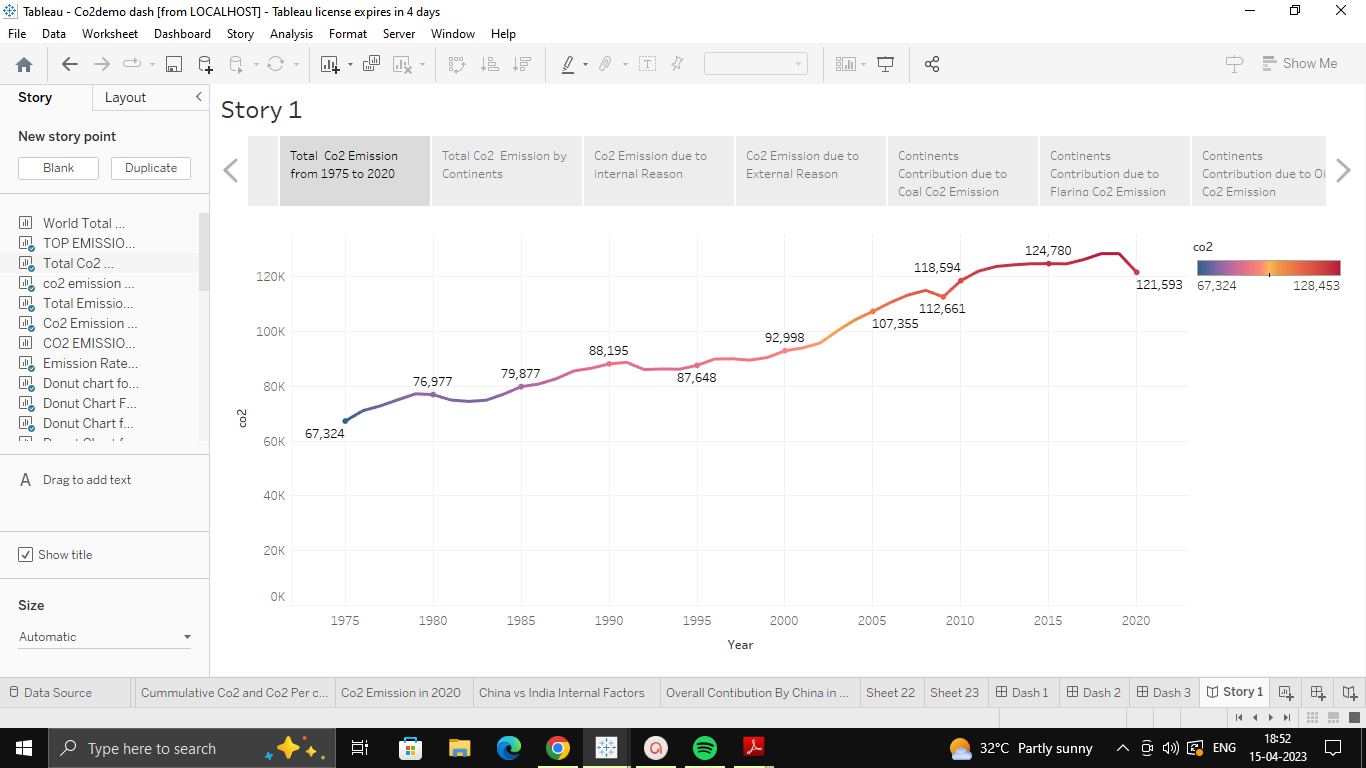 Tableau - Co2demo dash [from LOCALHOST] - Tableau license expires in 4 days
File Data Worksheet Dashboard Story Analysis Format Server Window Help
Show Me
Story Layout
New story point
Blank Duplicate
World Total ...
TOP EMISSIO...
Total Co2 ...
co2 emission ...
Total Emissio...
Co2 Emission ...
CO2 EMISSIO...
Emission Rate...
Donut chart fo...
Donut Chart F...
Donut Chart f...
A Drag to add text
Show title
Size
Automatic
Story 1
Total Co2 Emission
from 1975 to 2020
Total Co2 Emission by
Continents
Co2 Emission due to
internal Reason
Co2 Emission due to
External Reason
Continents
Contribution due to
Coal Co2 Emission
Continents
Contribution due to
Flaring Co2 Emission
Continents
Contribution due to Oi
Co2 Emission
co2
67,324 128,453
120K
100K
80K
60K
40K
20K
0K
co2
67,324
76,977
79,877
88,195
87,648
92,998
107,355
118,594
112,661
124,780
121,593
1975 1980 1985 1990 1995 2000 2005 2010 2015 2020
Year
Data Source Cummulative Co2 and Co2 Per c... Co2 Emission in 2020 China vs India Internal Factors Overall Contibution By China in ... Sheet 22 Sheet 23 Dash 1 Dash 2 Dash 3 Story 1
Type here to search
32°C Partly sunny
ENG
18:52
15-04-2023